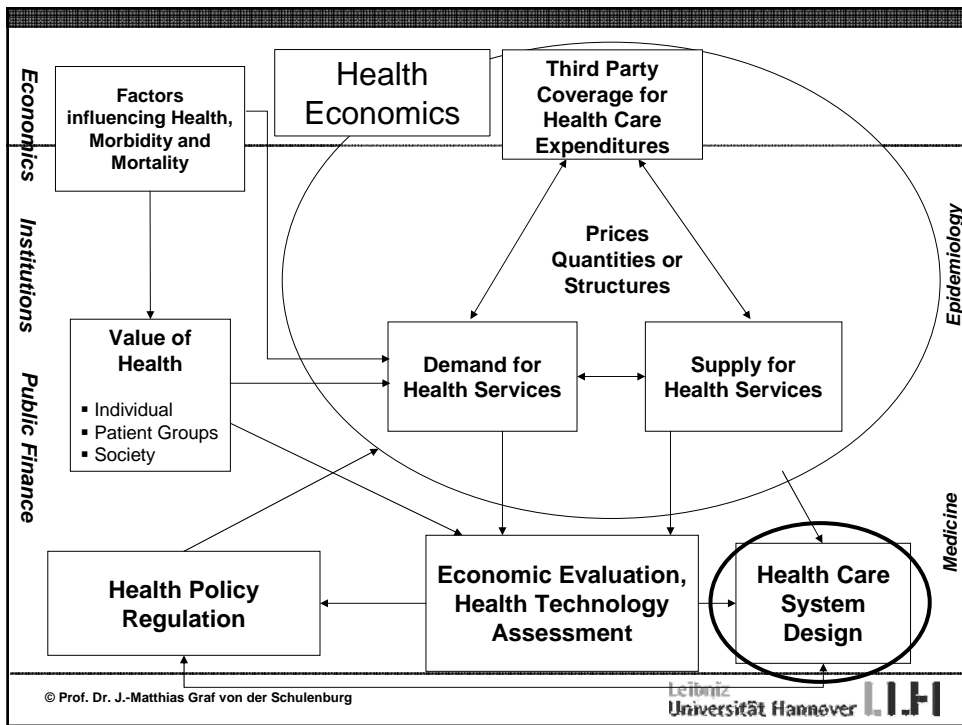 Economics
Institutions
Public Finance
Factors
influencing Health,
Morbidity and
Mortality
Health
Economics
Third Party
Coverage for
Health Care
Expenditures
Prices
Quantities or
Structures
Value of
Health
▪ Individual
▪ Patient Groups
▪ Society
Demand for
Health Services
Supply for
Health Services
Epidemiology
Medicine
Health Policy
Regulation
Economic Evaluation,
Health Technology
Assessment
Health Care
System
Design
© Prof. Dr. J.-Matthias Graf von der Schulenburg
Leibniz
Universität Hannover